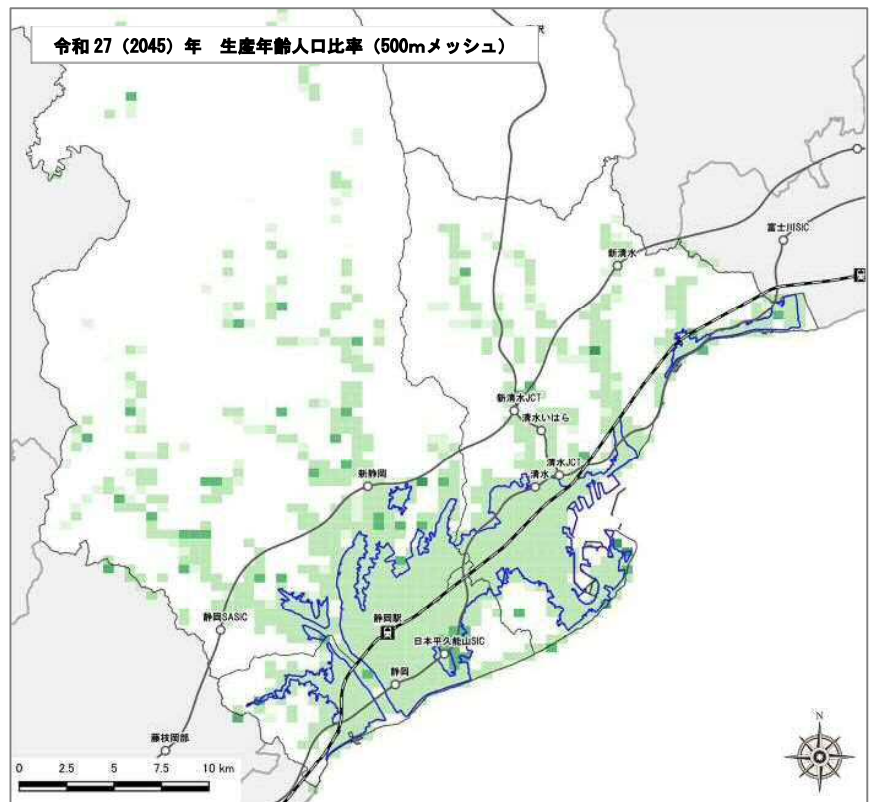 令和 27（2045）年　生産年齢人口比率（500mメッシュ）
富士川SIC
新清水
新清水JCT
清水いはら
清水JCT
清水
新静岡
静岡SASIC
静岡駅
日本平久能山SIC
静岡
藤枝岡部
N
0 2.5 5 7.5 10 km